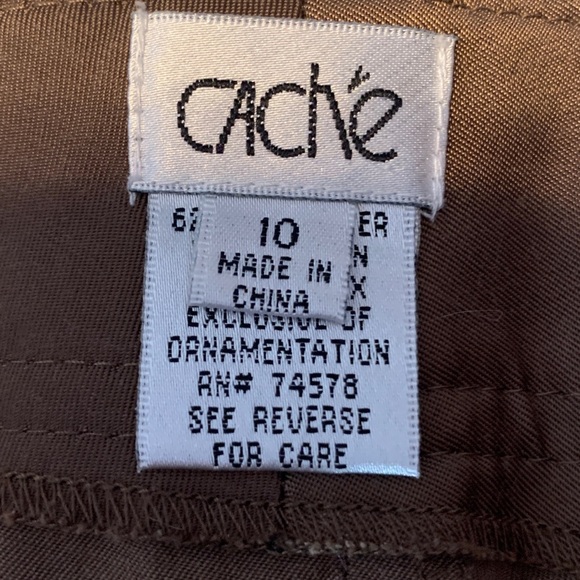 Caché
10
MADE IN
CHINA
EXCLUSIVE OF
ORNAMENTATION
RN# 74578
SEE REVERSE
FOR CARE